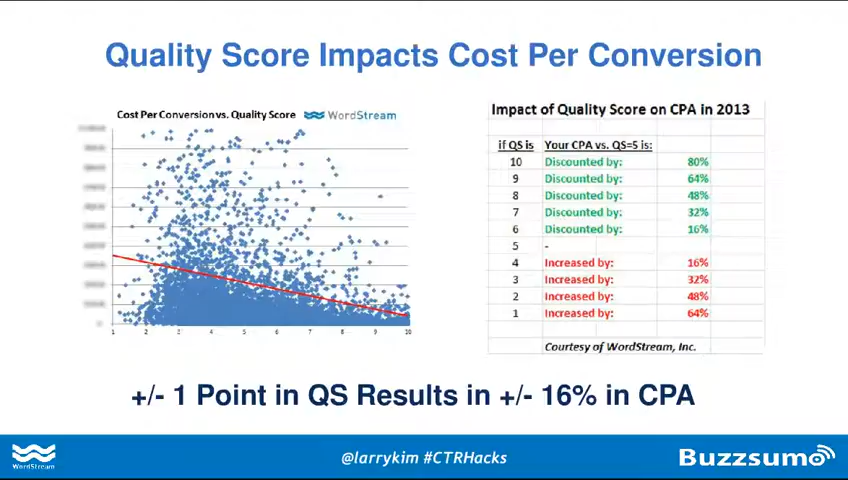 Quality Score Impacts Cost Per Conversion
Cost Per Conversion vs. Quality Score WordStream
1 2 3 4 5 6 7 8 9 10
Impact of Quality Score on CPA in 2013
if QS is Your CPA vs. QS=5 is:
10 Discounted by: 80%
9 Discounted by: 64%
8 Discounted by: 48%
7 Discounted by: 32%
6 Discounted by: 16%
5 -
4 Increased by: 16%
3 Increased by: 32%
2 Increased by: 48%
1 Increased by: 64%
Courtesy of WordStream, Inc.
+/- 1 Point in QS Results in +/- 16% in CPA
WordStream
@larrykim #CTRHacks
Buzzsumo